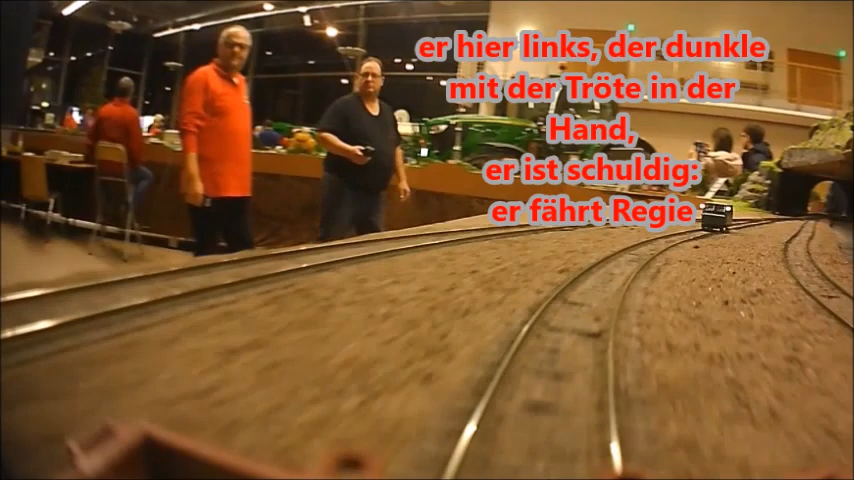 er hier links, der dunkle
mit der Tröte in der
Hand,
er ist schuldig:
er fährt Regie